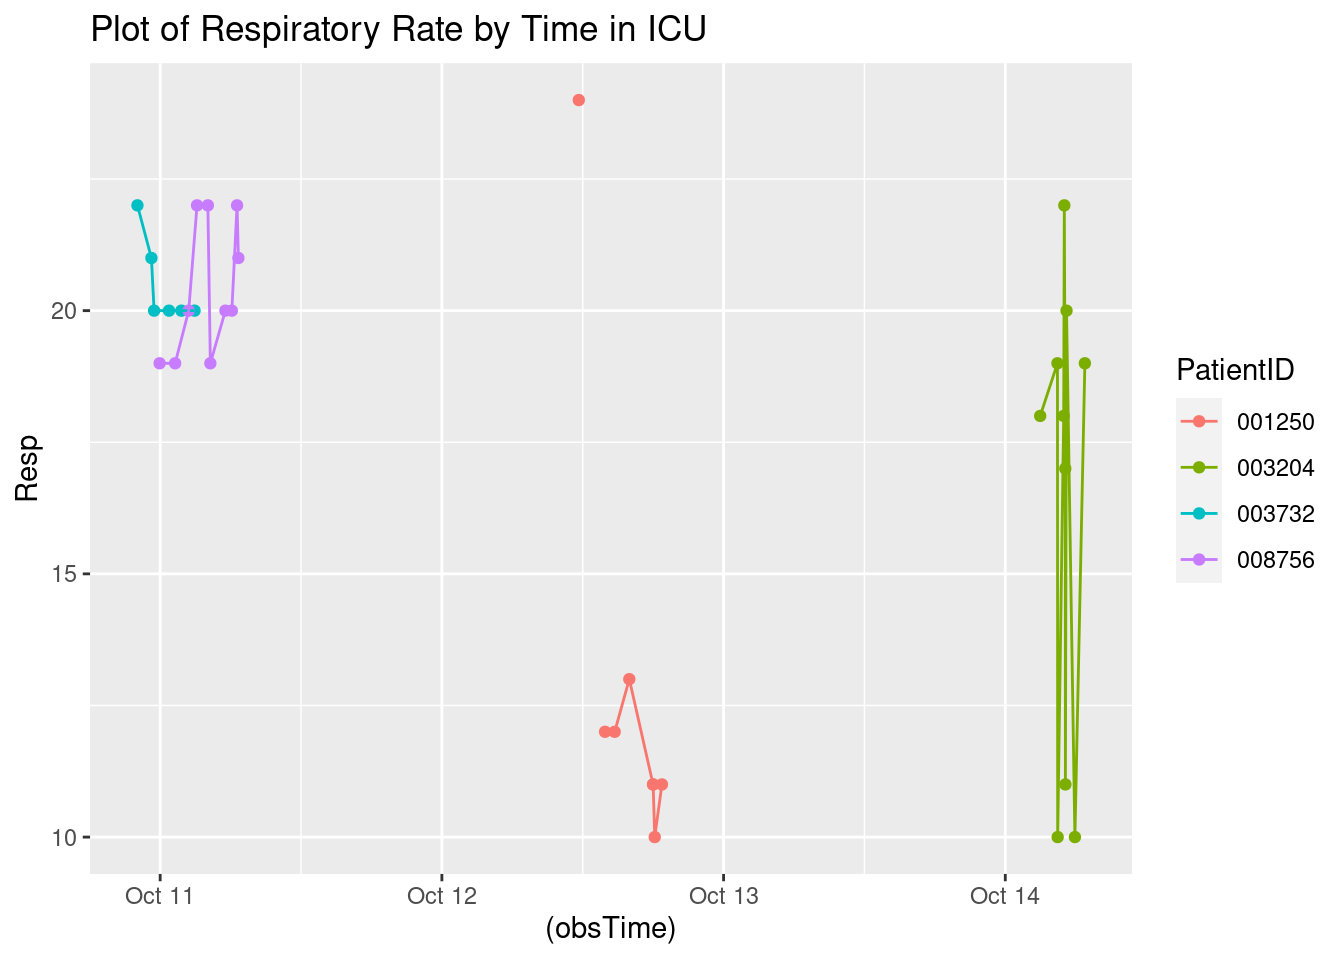 Plot of Respiratory Rate by Time in ICU
Resp
20
15
10
Oct 11
Oct 12
Oct 13
Oct 14
(obsTime)
PatientID
001250
003204
003732
008756